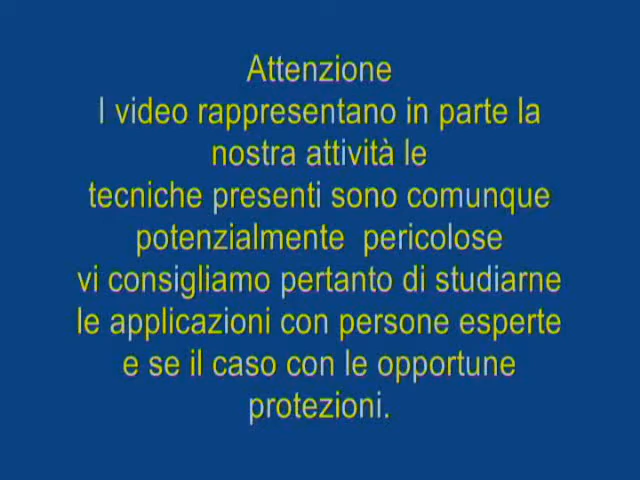 Attenzione
I video rappresentano in parte la
nostra attività le
tecniche presenti sono comunque
potenzialmente  pericolose
vi consigliamo pertanto di studiarne
le applicazioni con persone esperte
e se il caso con le opportune
protezioni.